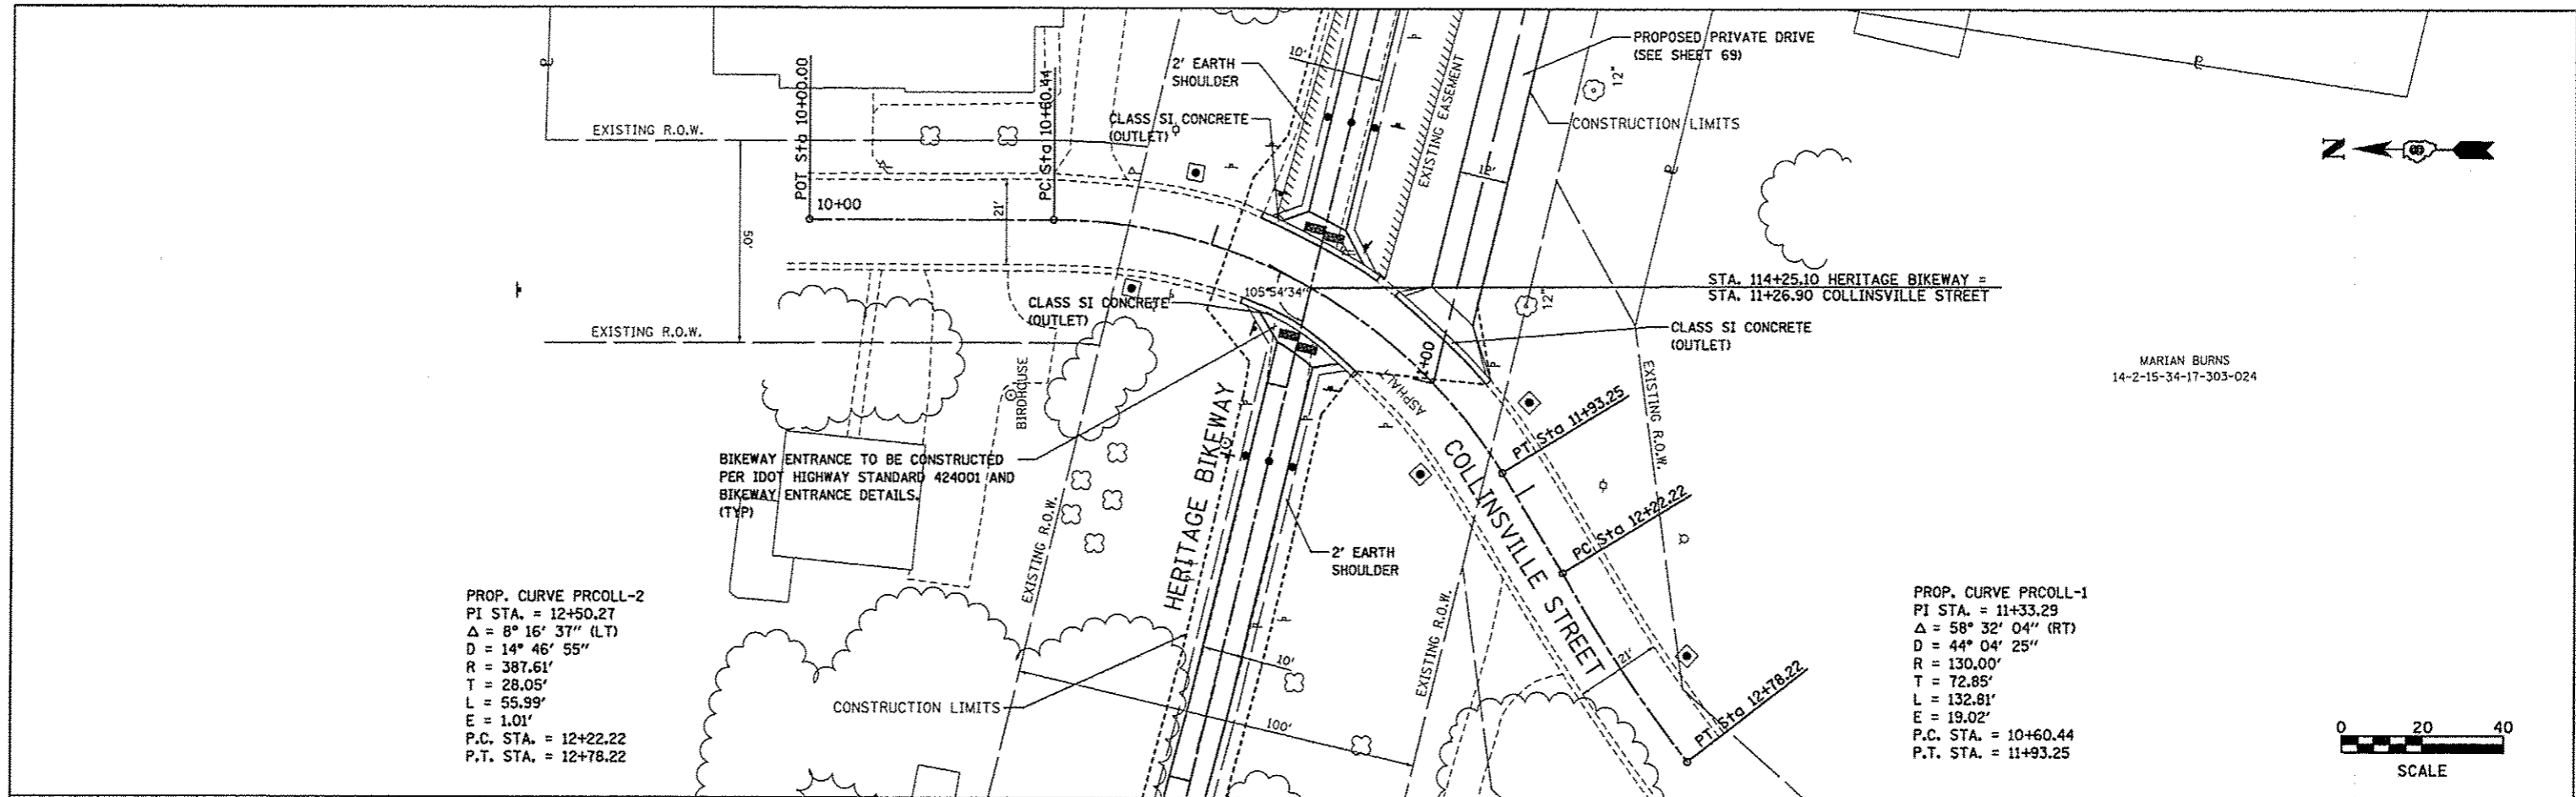 PROPOSED PRIVATE DRIVE
(SEE SHEET 69)
10'
2' EARTH
SHOULDER
12"
POT Sta 10+00.00
PC Sta 10+60.44
EXISTING EASEMENT
CLASS SI CONCRETE
(OUTLET)
CONSTRUCTION LIMITS
EXISTING R.O.W.
N
12'
10+00
21'
50'
STA. 114+25.10 HERITAGE BIKEWAY =
STA. 11+26.90 COLLINSVILLE STREET
105°54'34"
12"
CLASS SI CONCRETE
(OUTLET)
CLASS SI CONCRETE
(OUTLET)
EXISTING R.O.W.
MARIAN BURNS
14-2-15-34-17-303-024
EXISTING R.O.W.
BIRDHOUSE
ASPHALT
PT Sta 11+93.25
HERITAGE BIKEWAY
COLLINSVILLE STREET
BIKEWAY ENTRANCE TO BE CONSTRUCTED
PER IDOT HIGHWAY STANDARD 424001 AND
BIKEWAY ENTRANCE DETAILS.
(TYP)
PC Sta 12+22.22
EXISTING R.O.W.
2' EARTH
SHOULDER
EXISTING R.O.W.
PROP. CURVE PRCOLL-2
PI STA. = 12+50.27
Δ = 8° 16' 37" (LT)
D = 14° 46' 55"
R = 387.61'
T = 28.05'
L = 55.99'
E = 1.01'
P.C. STA. = 12+22.22
P.T. STA. = 12+78.22
10'
21'
CONSTRUCTION LIMITS
100'
PT Sta 12+78.22
PROP. CURVE PRCOLL-1
PI STA. = 11+33.29
Δ = 58° 32' 04" (RT)
D = 44° 04' 25"
R = 130.00'
T = 72.85'
L = 132.81'
E = 19.02'
P.C. STA. = 10+60.44
P.T. STA. = 11+93.25
0 20 40
SCALE